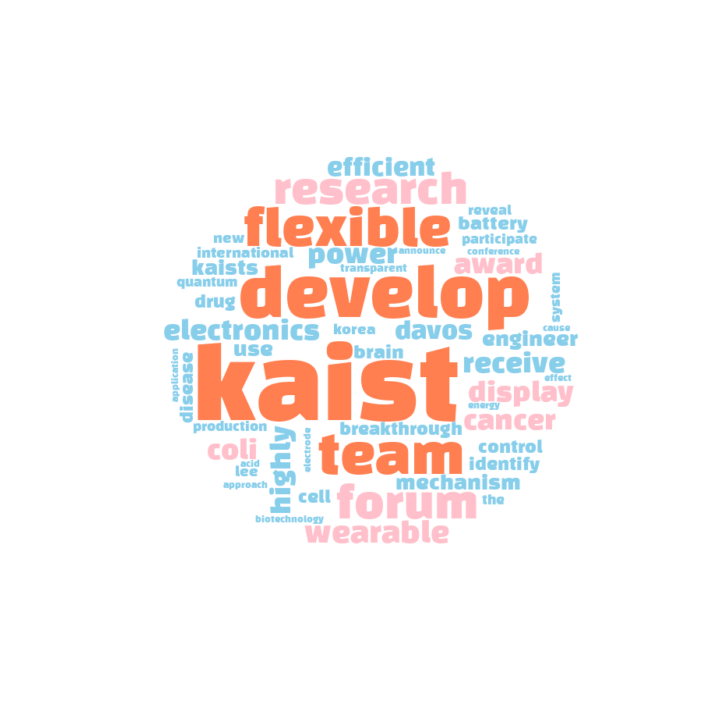 efficient
research
reveal
flexible
battery
new
participate
power
announce
international
conference
award
kaists
transparent
quantum
develop
system
drug
electronics
korea
davos
cause
engineer
use
brain
application
disease
kaist
receive
effect
display
energy
cancer
production
breakthrough
coli
highly
electrode
team
control
acid
lee
identify
approach
mechanism
cell
forum
the
biotechnology
wearable